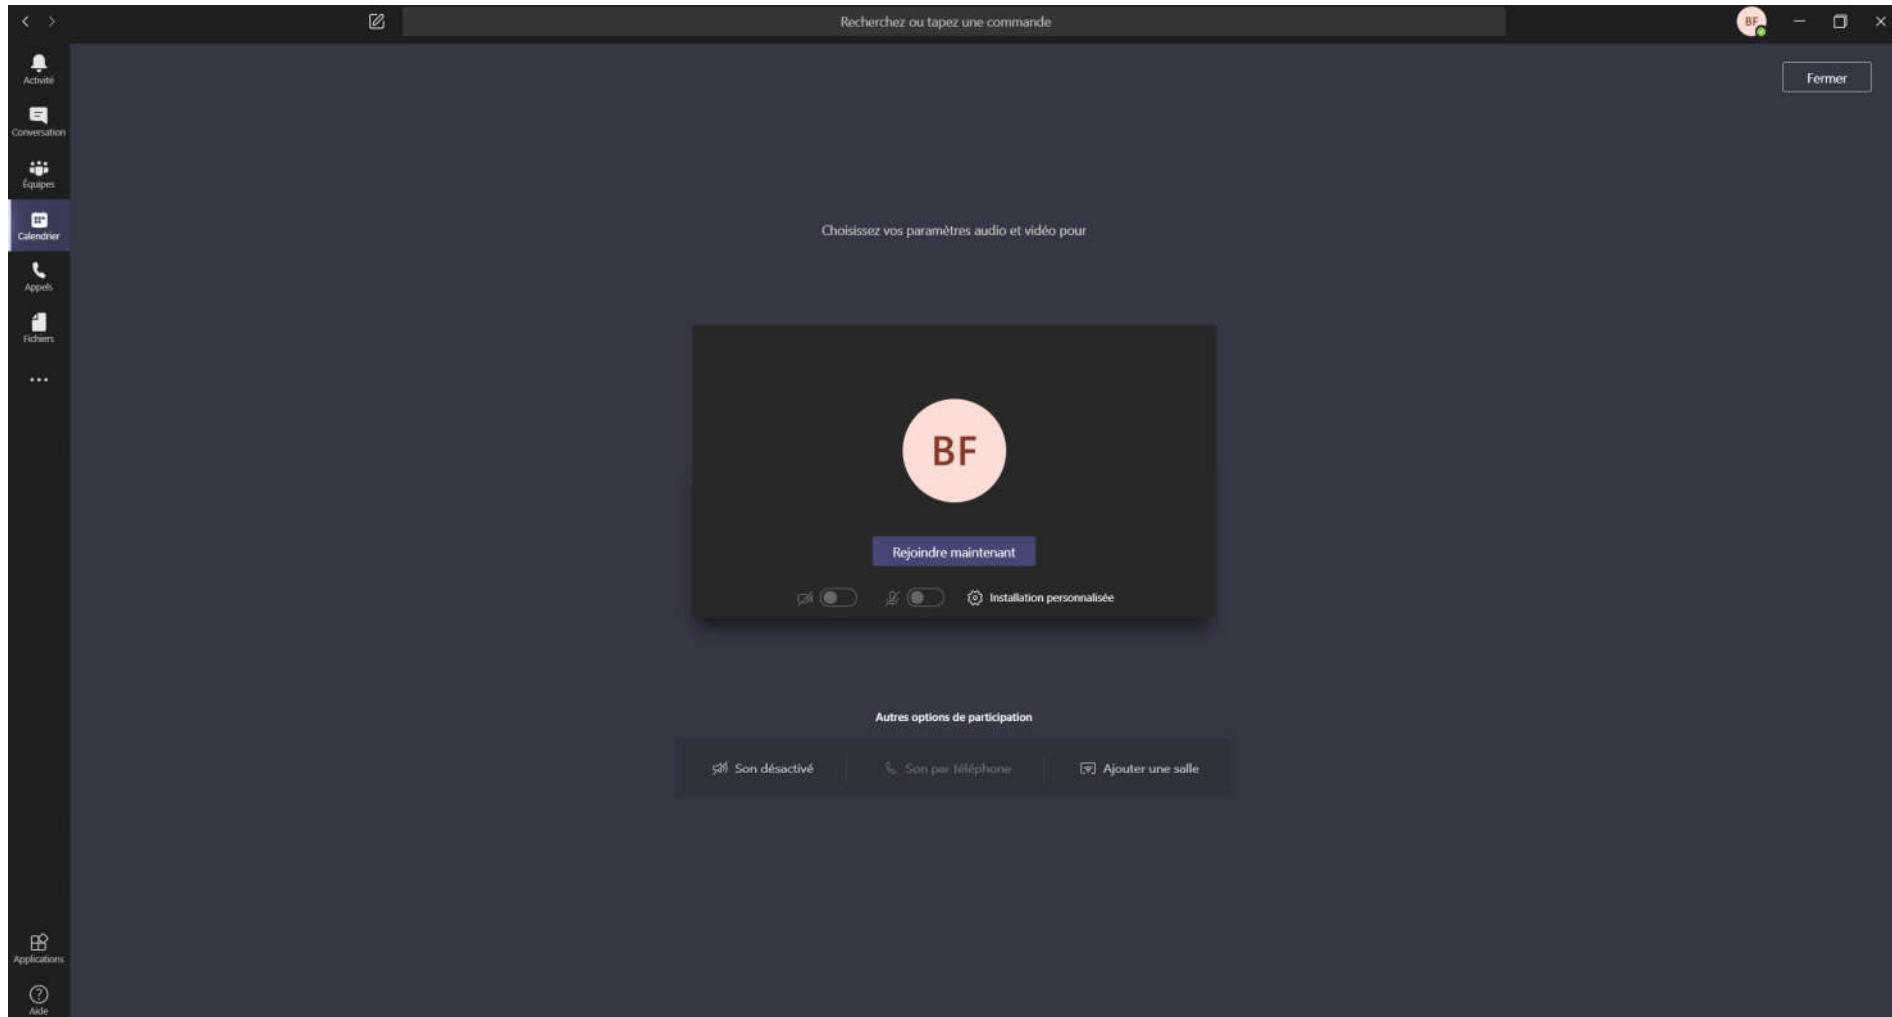 Recherchez ou tapez une commande
BF
Activité
Fermer
Conversation
Équipes
Calendrier
Choisissez vos paramètres audio et vidéo pour
Appels
Fichiers
BF
Rejoindre maintenant
Installation personnalisée
Autres options de participation
Son désactivé
Son par téléphone
Ajouter une salle
Applications
Aide